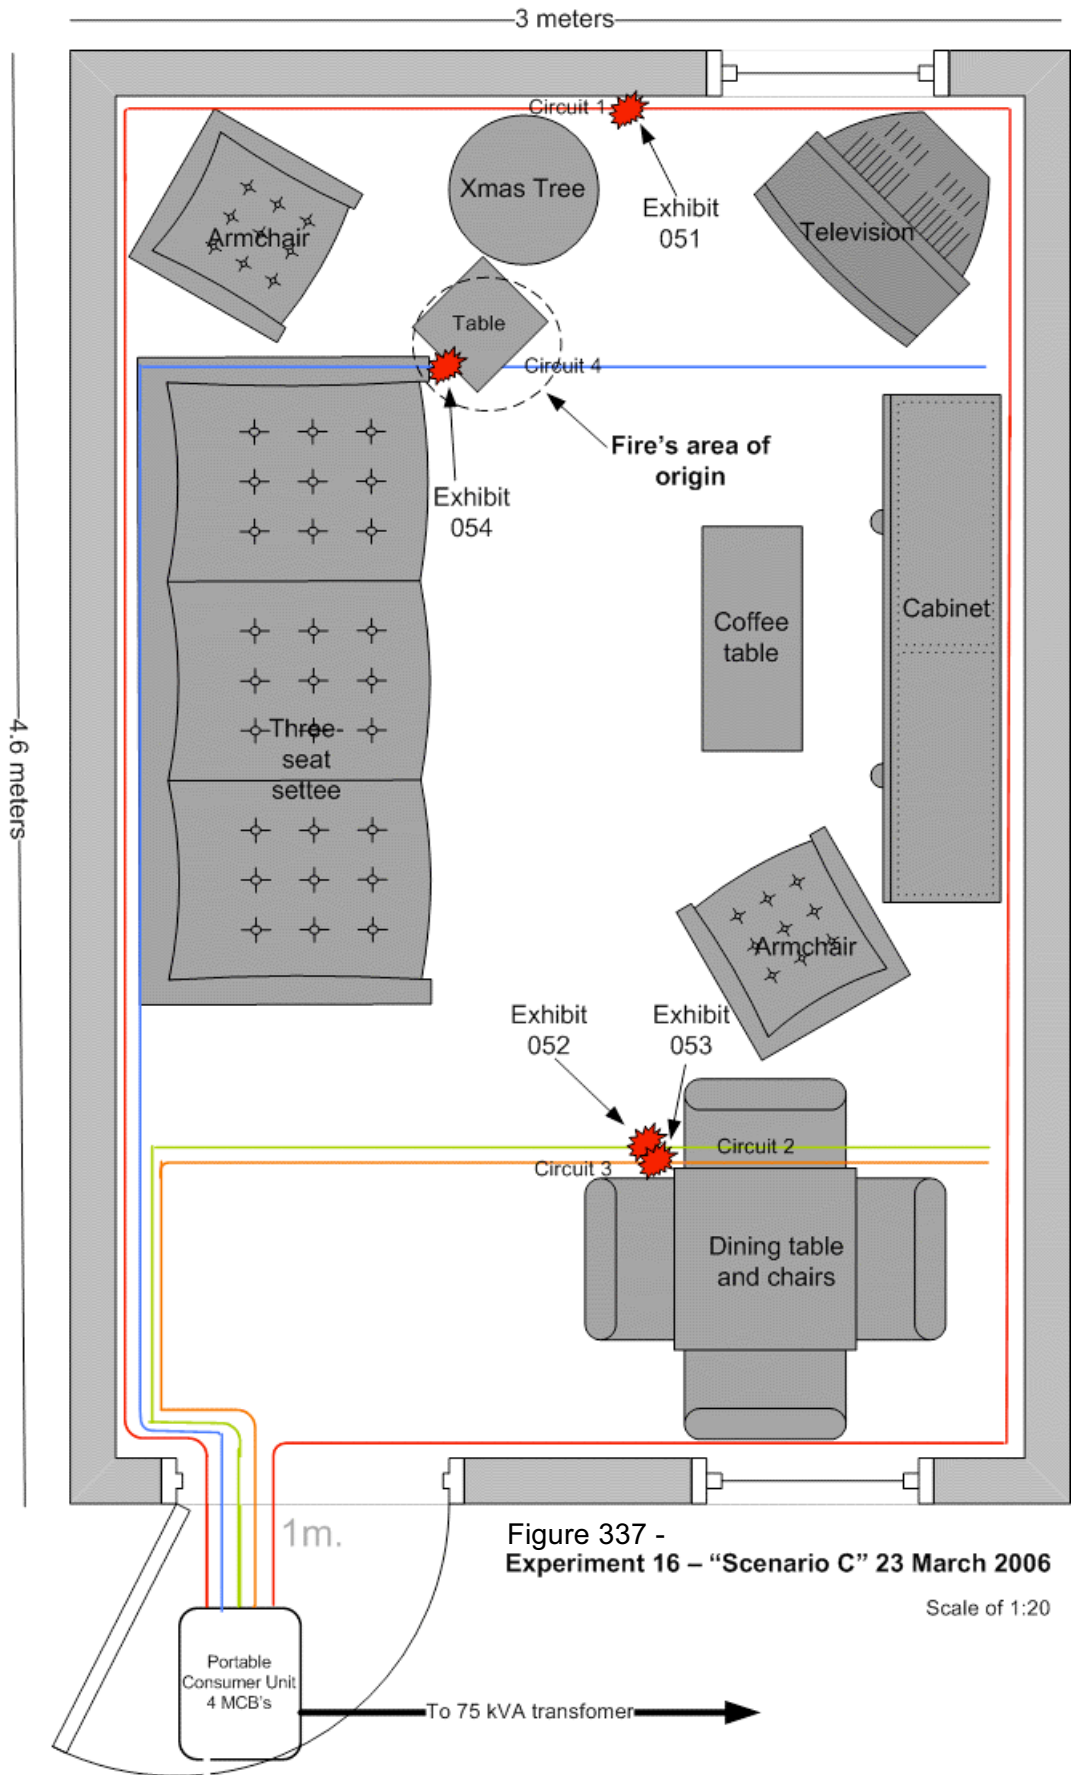 3 meters
Circuit 1
Xmas Tree
Exhibit
051
Armchair
Television
Table
Circuit 4
Fire's area of
origin
Exhibit
054
4.6 meters
Coffee
table
Cabinet
Three-
seat
settee
Armchair
Exhibit
052
Exhibit
053
Circuit 2
Circuit 3
Dining table
and chairs
1m.
Figure 337 -
Experiment 16 – “Scenario C” 23 March 2006
Scale of 1:20
Portable
Consumer Unit
4 MCB's
To 75 kVA transfomer